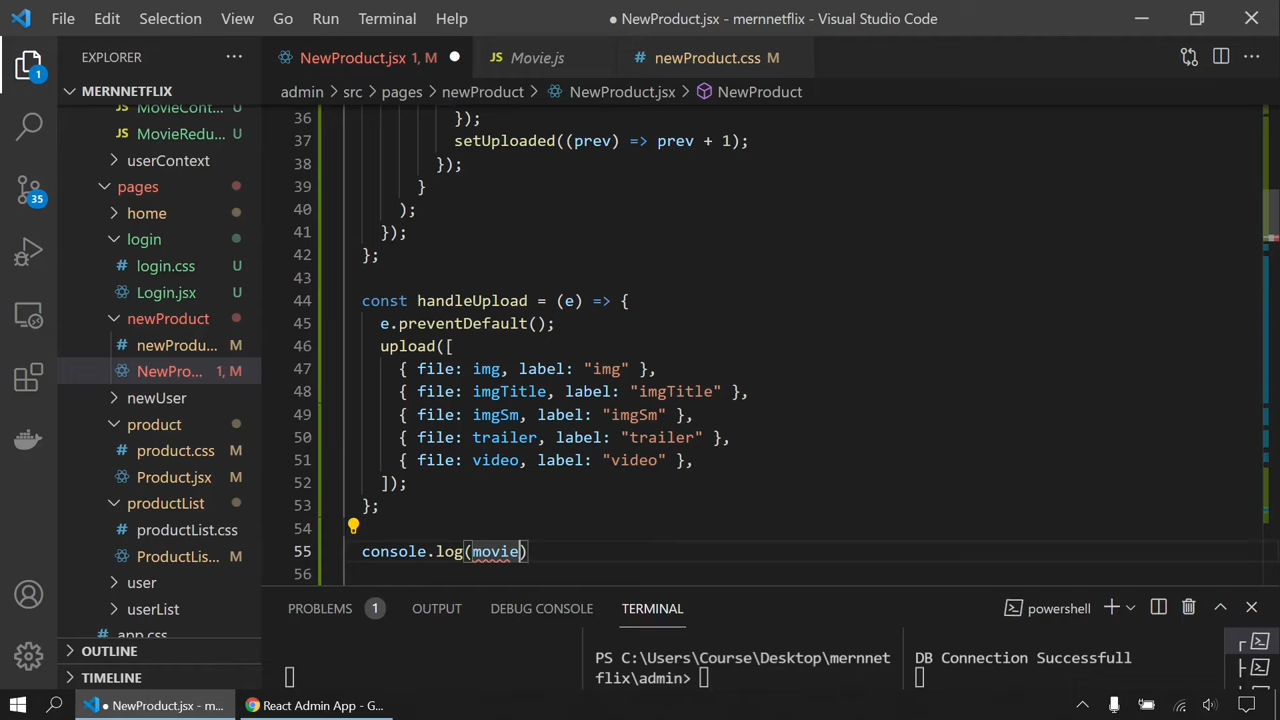 File Edit Selection View Go Run Terminal Help
● NewProduct.jsx - mernnetflix - Visual Studio Code
EXPLORER
NewProduct.jsx 1, M ●
JS Movie.js
# newProduct.css M
MERNNETFLIX
admin > src > pages > newProduct > NewProduct.jsx > NewProduct
JS MovieCont... U
JS MovieRedu... U
userContext
pages
home
login
# login.css U
Login.jsx U
newProduct
# newProdu... M
NewPro... 1, M
newUser
product
# product.css M
Product.jsx M
productList
# productList.css
ProductLis... M
user
userList
app.css
OUTLINE
TIMELINE
1
35
36 });
37 setUploaded((prev) => prev + 1);
38 });
39 }
40 );
41 });
42 };
43
44 const handleUpload = (e) => {
45 e.preventDefault();
46 upload([
47 { file: img, label: "img" },
48 { file: imgTitle, label: "imgTitle" },
49 { file: imgSm, label: "imgSm" },
50 { file: trailer, label: "trailer" },
51 { file: video, label: "video" },
52 ]);
53 };
54
55 console.log(movie)
56
PROBLEMS 1 OUTPUT DEBUG CONSOLE TERMINAL
powershell
PS C:\Users\Course\Desktop\mernnet
flix\admin>
DB Connection Successfull
● NewProduct.jsx - m...
React Admin App - G...